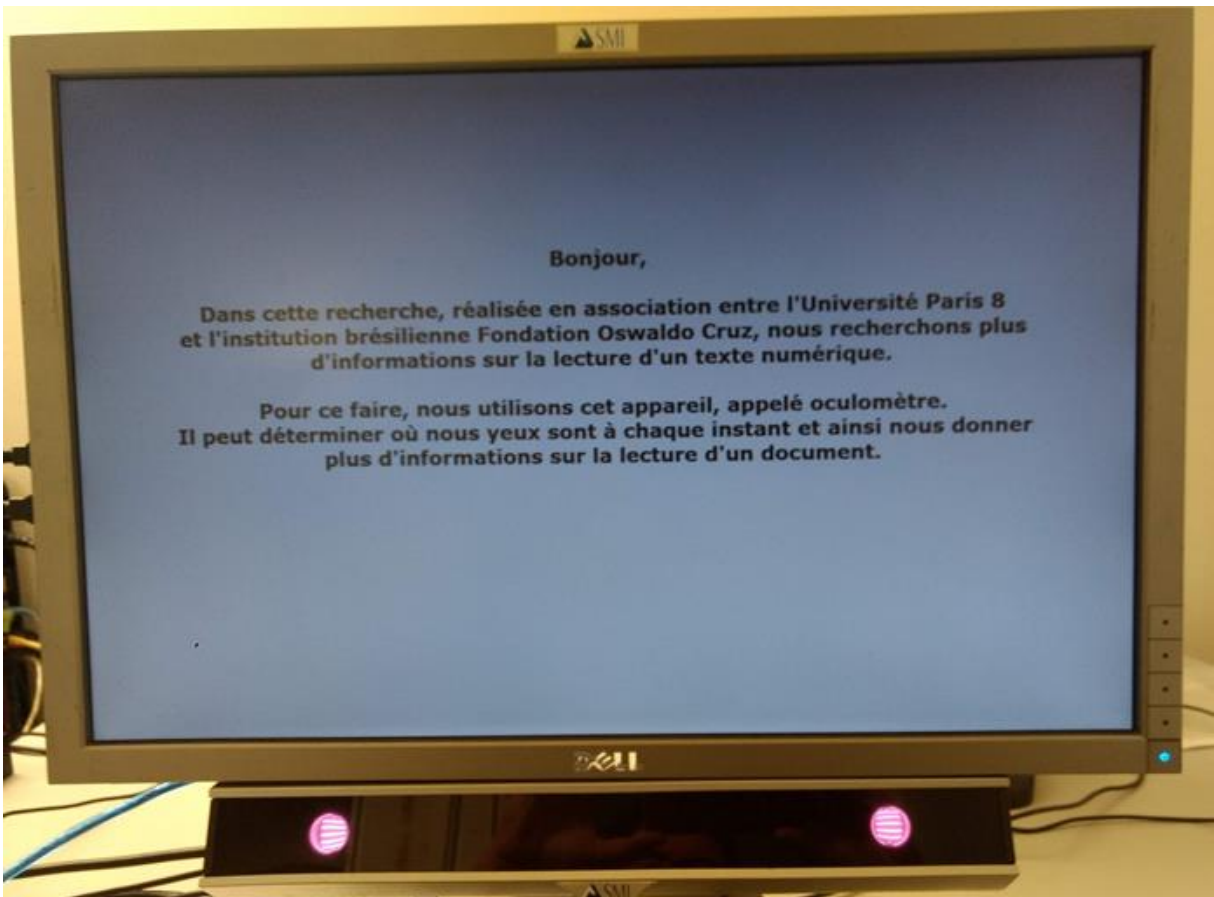 SMI
Bonjour,
Dans cette recherche, réalisée en association entre l'Université Paris 8
et l'institution brésilienne Fondation Oswaldo Cruz, nous recherchons plus
d'informations sur la lecture d'un texte numérique.
Pour ce faire, nous utilisons cet appareil, appelé oculomètre.
Il peut déterminer où nous yeux sont à chaque instant et ainsi nous donner
plus d'informations sur la lecture d'un document.
DELL
SMI